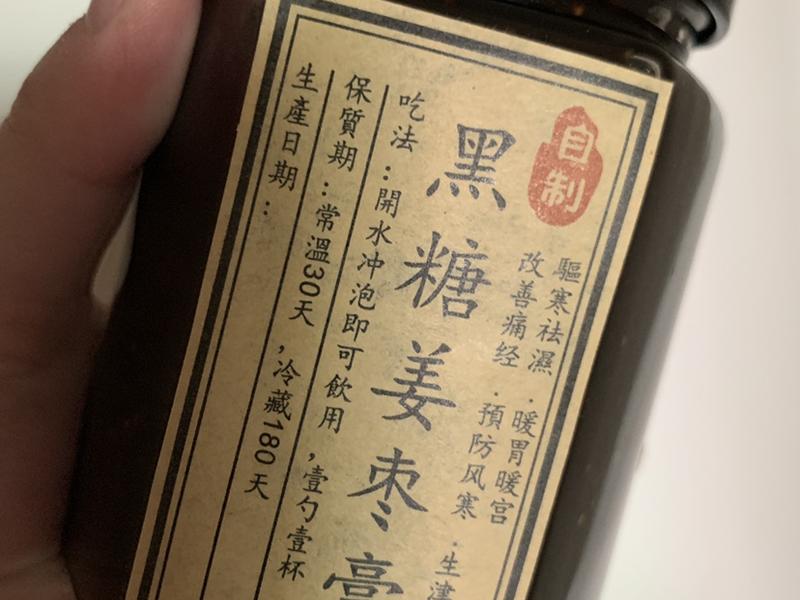 自制
驅寒祛濕·暖胃暖宫
改善痛经·預防风寒·生津
黑糖姜枣膏
吃法:開水冲泡即可飲用,壹勺壹杯
保質期:常溫30天,冷藏180天
生產日期: